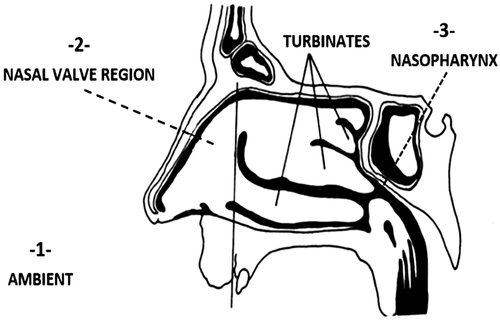 -2-
NASAL VALVE REGION
TURBINATES
-3-
NASOPHARYNX
-1-
AMBIENT